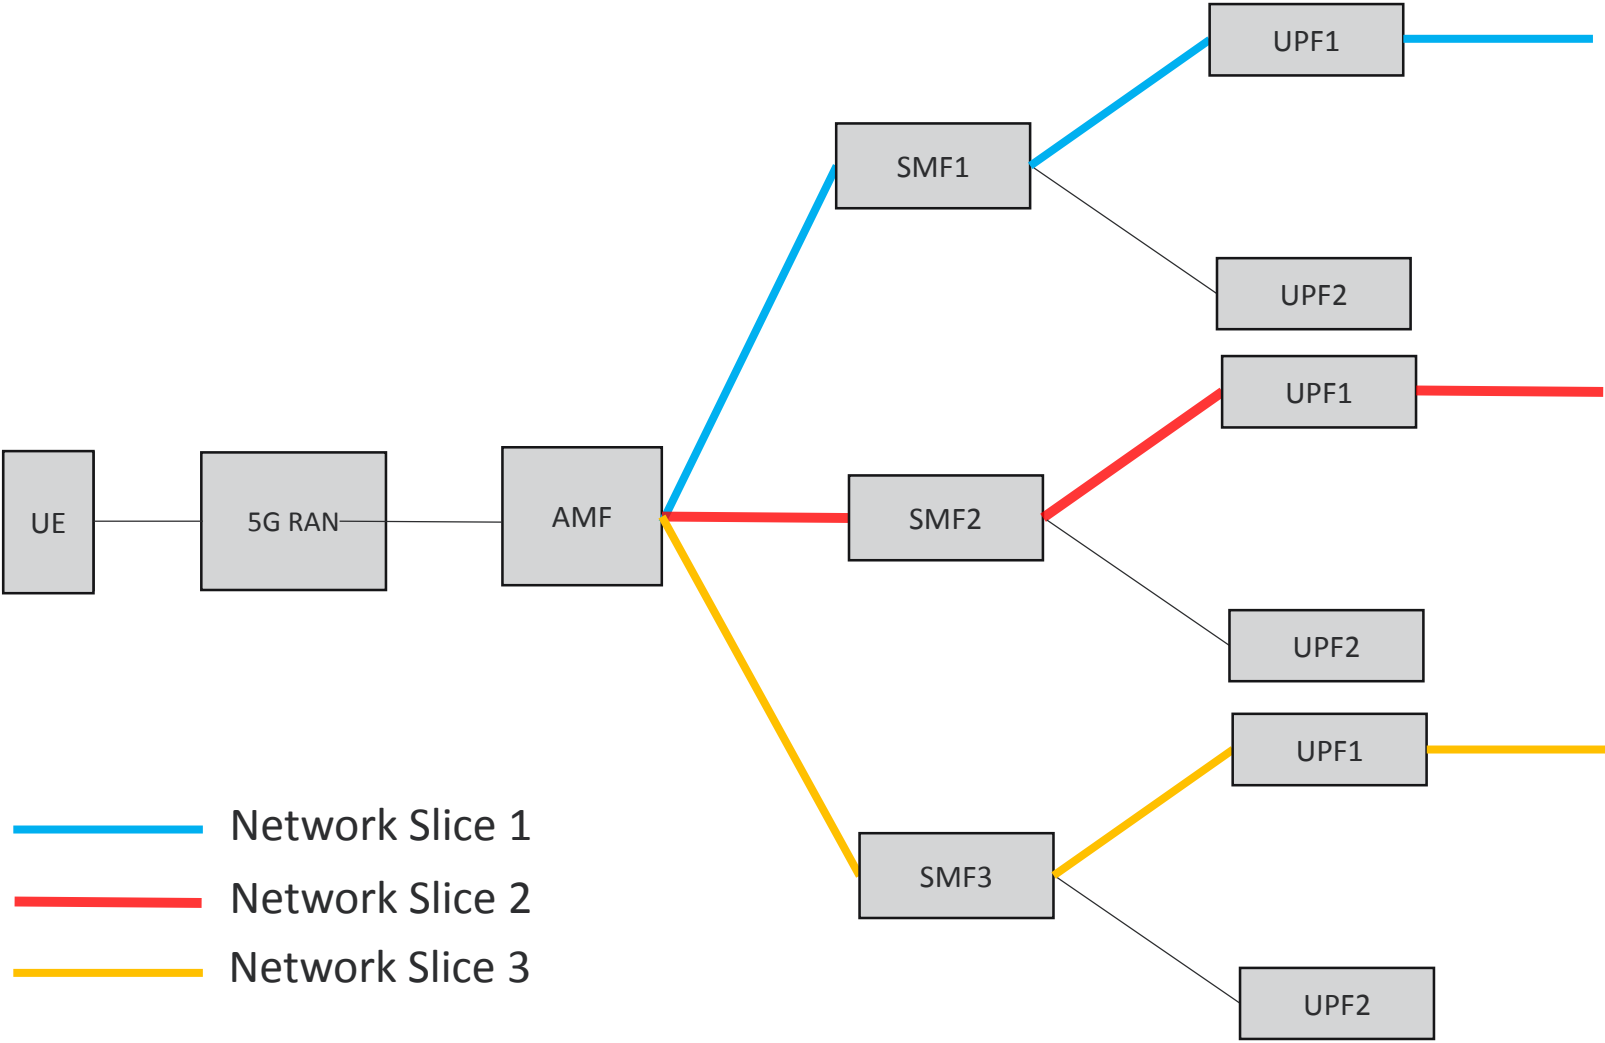 UPF1
SMF1
UPF2
UPF1
UE
5G RAN
AMF
SMF2
UPF2
UPF1
Network Slice 1
SMF3
Network Slice 2
Network Slice 3
UPF2